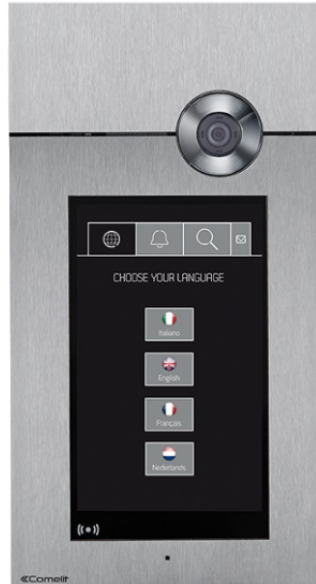 CHOOSE YOUR LANGUAGE
Italiano
English
Français
Nederlands
Comelit